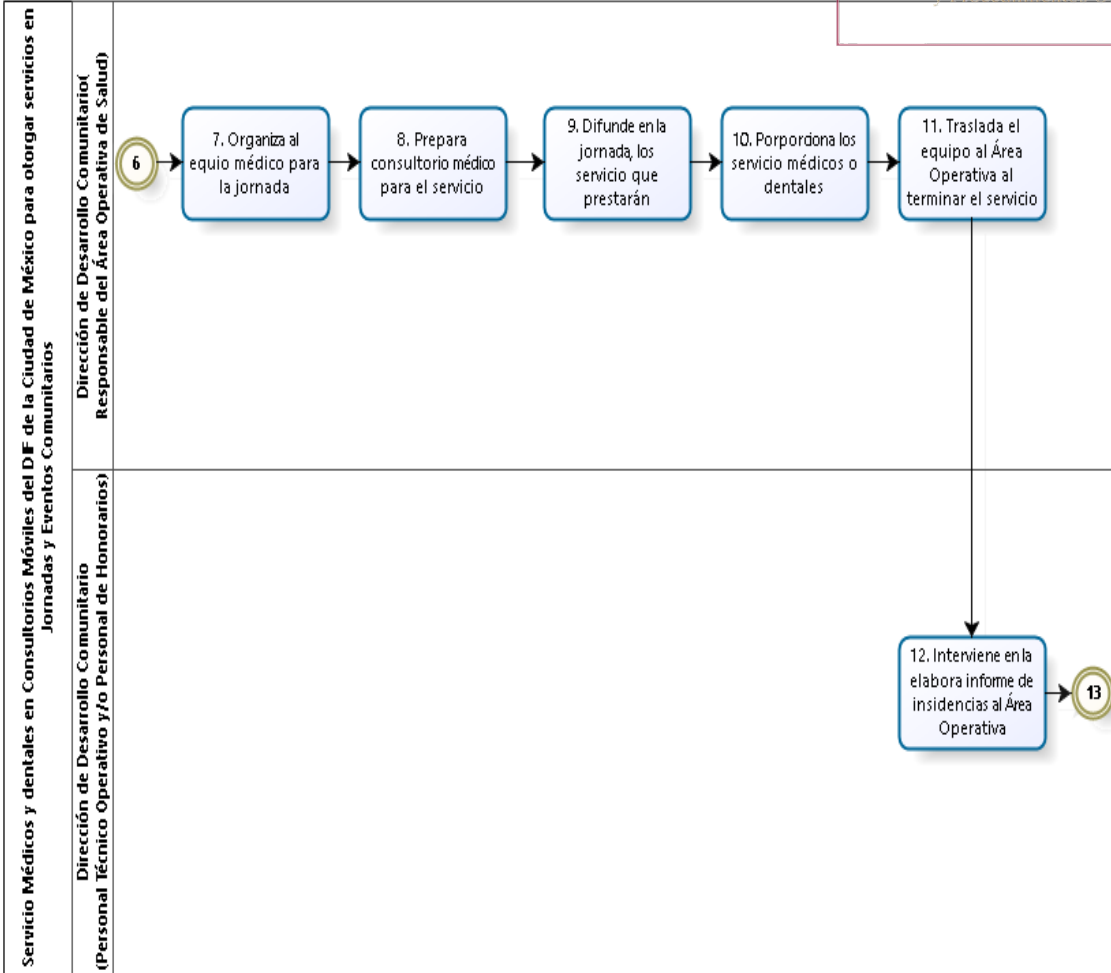 Servicio Médicos y dentales en Consultorios Móviles del DIF de la Ciudad de México para otorgar servicios en
Jornadas y Eventos Comunitarios
Dirección de Desarrollo Comunitario(
Responsable del Área Operativa de Salud)
6
7. Organiza al
equio médico para
la jornada
8. Prepara
consultorio médico
para el servicio
9. Difunde en la
jornada, los
servicio que
prestarán
10. Porporciona los
servicio médicos o
dentales
11. Traslada el
equipo al Área
Operativa al
terminar el servicio
Dirección de Desarrollo Comunitario
(Personal Técnico Operativo y/o Personal de Honorarios)
12. Interviene en la
elabora informe de
insidencias al Área
Operativa
13